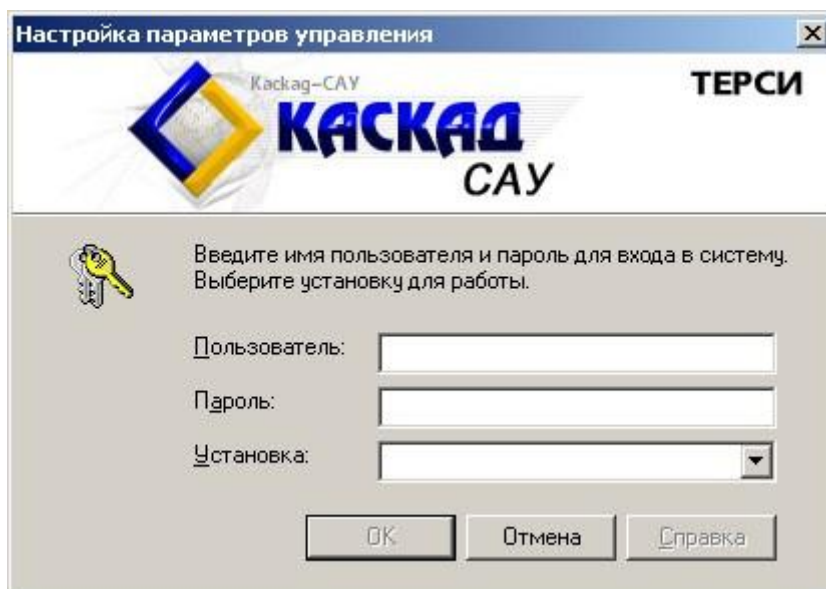 Настройка параметров управления
Каскад-САУ
ТЕРСИ
КАСКАД
САУ
Введите имя пользователя и пароль для входа в систему.
Выберите установку для работы.
Пользователь:
Пароль:
Установка:
OK
Отмена
Справка